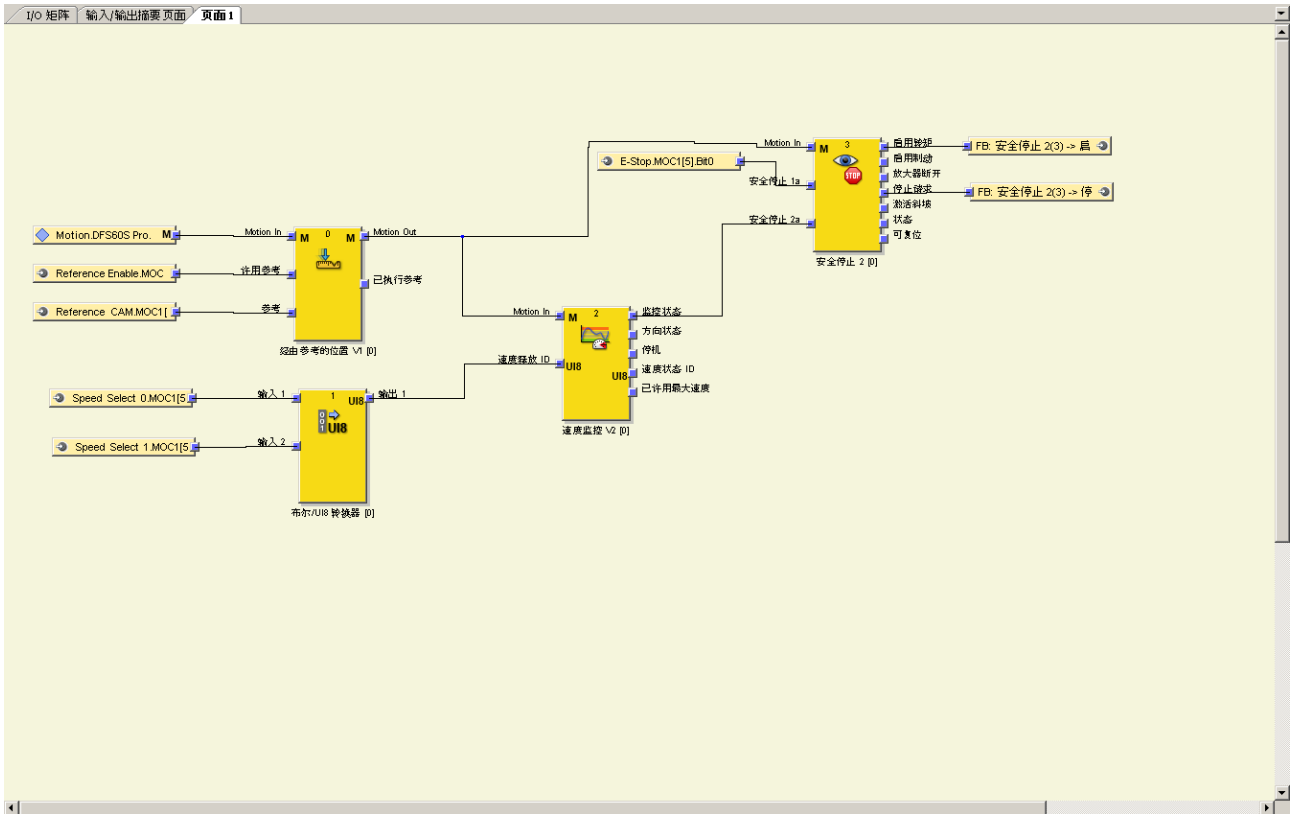 I/O 矩阵
输入/输出摘要页面
页面 1
Motion In
M
3
启用转矩
FB: 安全停止 2(3) -> 启
E-Stop.MOC1[5].Bit0
启用制动
STOP
放大器断开
安全停止 1a
停止请求
FB: 安全停止 2(3) -> 停
激活斜坡
安全停止 2a
状态
可复位
安全停止 2 [0]
Motion.DFS60S Pro. M
Motion In
M
0
M
Motion Out
Reference Enable.MOC
许用参考
已执行参考
Reference CAM.MOC1[
参考
经由参考的位置 V1 [0]
Motion In
M
2
监控状态
方向状态
停机
速度释放 ID
UI8
UI8
速度状态 ID
已许用最大速度
速度监控 V2 [0]
Speed Select 0.MOC1[5
输入 1
1
UI8
输出 1
001
UI8
Speed Select 1.MOC1[5
输入 2
布尔/UI8 转换器 [0]